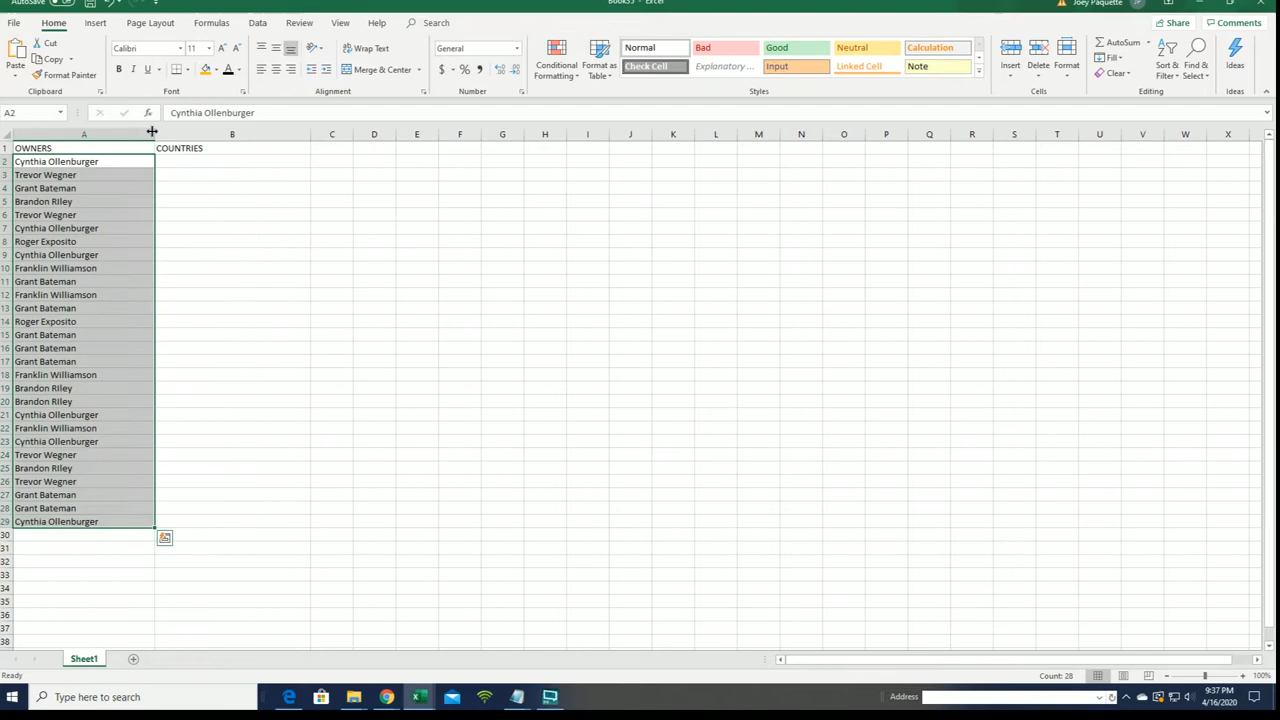 AutoSave Off Book35 - Excel Joey Paquette JP
File Home Insert Page Layout Formulas Data Review View Help Search Share Comments
Paste Cut Copy Format Painter Clipboard
Calibri 11 A A B I U A Font
Wrap Text Merge & Center Alignment
General $ % , Number
Conditional Formatting Format as Table
Normal Bad Good Neutral Calculation
Check Cell Explanatory ... Input Linked Cell Note
Styles
Insert Delete Format Cells
AutoSum Fill Clear Sort & Filter Find & Select Editing
Ideas Ideas
A2 fx Cynthia Ollenburger
A B C D E F G H I J K L M N O P Q R S T U V W X
1 OWNERS COUNTRIES
2 Cynthia Ollenburger
3 Trevor Wegner
4 Grant Bateman
5 Brandon RIley
6 Trevor Wegner
7 Cynthia Ollenburger
8 Roger Exposito
9 Cynthia Ollenburger
10 Franklin Williamson
11 Grant Bateman
12 Franklin Williamson
13 Grant Bateman
14 Roger Exposito
15 Grant Bateman
16 Grant Bateman
17 Grant Bateman
18 Franklin Williamson
19 Brandon RIley
20 Brandon RIley
21 Cynthia Ollenburger
22 Franklin Williamson
23 Cynthia Ollenburger
24 Trevor Wegner
25 Brandon RIley
26 Trevor Wegner
27 Grant Bateman
28 Grant Bateman
29 Cynthia Ollenburger
30
31
32
33
34
35
36
37
38
Sheet1
Ready Count: 28 100%
Type here to search Address 9:37 PM
4/16/2020